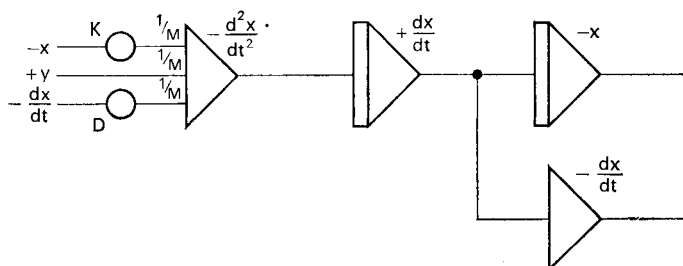 K
-x
+y
- dx/dt
D
1/M
1/M
1/M
- d²x/dt² ·
+ dx/dt
-x
- dx/dt